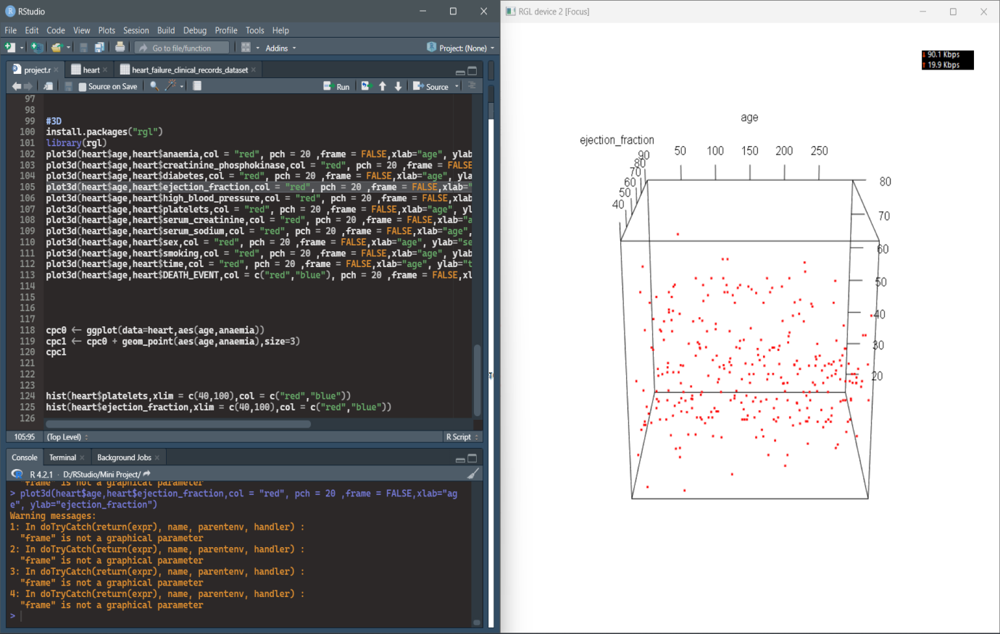 RStudio
File Edit Code View Plots Session Build Debug Profile Tools Help
Go to file/function Addins Project: (None)
project.r heart heart_failure_clinical_records_dataset
Source on Save Run Source
97
98
99 #3D
100 install.packages("rgl")
101 library(rgl)
102 plot3d(heart$age,heart$anaemia,col = "red", pch = 20 ,frame = FALSE,xlab="age", ylab
103 plot3d(heart$age,heart$creatinine_phosphokinase,col = "red", pch = 20 ,frame = FALSE
104 plot3d(heart$age,heart$diabetes,col = "red", pch = 20 ,frame = FALSE,xlab="age", yla
105 plot3d(heart$age,heart$ejection_fraction,col = "red", pch = 20 ,frame = FALSE,xlab="
106 plot3d(heart$age,heart$high_blood_pressure,col = "red", pch = 20 ,frame = FALSE,xlab
107 plot3d(heart$age,heart$platelets,col = "red", pch = 20 ,frame = FALSE,xlab="age", yl
108 plot3d(heart$age,heart$serum_creatinine,col = "red", pch = 20 ,frame = FALSE,xlab="a
109 plot3d(heart$age,heart$serum_sodium,col = "red", pch = 20 ,frame = FALSE,xlab="age",
110 plot3d(heart$age,heart$sex,col = "red", pch = 20 ,frame = FALSE,xlab="age", ylab="se
111 plot3d(heart$age,heart$smoking,col = "red", pch = 20 ,frame = FALSE,xlab="age", ylab
112 plot3d(heart$age,heart$time,col = "red", pch = 20 ,frame = FALSE,xlab="age", ylab="t
113 plot3d(heart$age,heart$DEATH_EVENT,col = c("red","blue"), pch = 20 ,frame = FALSE,xl
114
115
116
117
118 cpc0 <- ggplot(data=heart,aes(age,anaemia))
119 cpc1 <- cpc0 + geom_point(aes(age,anaemia),size=3)
120 cpc1
121
122
123
124 hist(heart$platelets,xlim = c(40,100),col = c("red","blue"))
125 hist(heart$ejection_fraction,xlim = c(40,100),col = c("red","blue"))
126
105:95 (Top Level) R Script
Console Terminal Background Jobs
R 4.2.1 · D:/RStudio/Mini Project/
"frame" is not a graphical parameter
> plot3d(heart$age,heart$ejection_fraction,col = "red", pch = 20 ,frame = FALSE,xlab="ag
e", ylab="ejection_fraction")
Warning messages:
1: In doTryCatch(return(expr), name, parentenv, handler) :
"frame" is not a graphical parameter
2: In doTryCatch(return(expr), name, parentenv, handler) :
"frame" is not a graphical parameter
3: In doTryCatch(return(expr), name, parentenv, handler) :
"frame" is not a graphical parameter
4: In doTryCatch(return(expr), name, parentenv, handler) :
"frame" is not a graphical parameter
>
RGL device 2 [Focus]
↓ 90.1 Kbps
↑ 19.9 Kbps
age
ejection_fraction
50 100 150 200 250
90
80
70
60
50
40
80
70
60
50
40
30
20